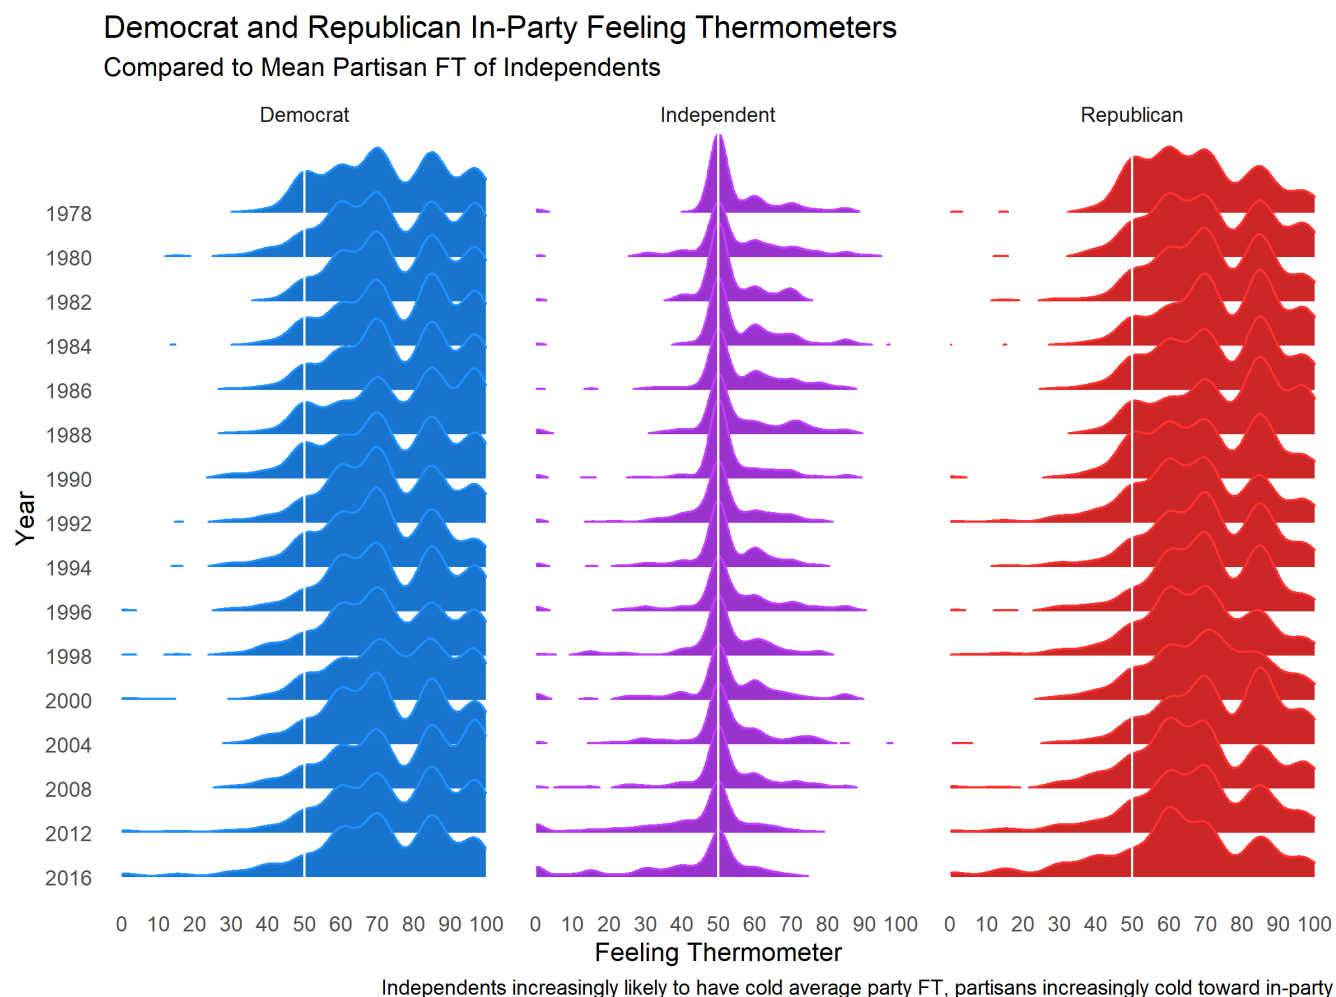 Democrat and Republican In-Party Feeling Thermometers
Compared to Mean Partisan FT of Independents
Democrat Independent Republican
Year
1978
1980
1982
1984
1986
1988
1990
1992
1994
1996
1998
2000
2004
2008
2012
2016
0 10 20 30 40 50 60 70 80 90 100 0 10 20 30 40 50 60 70 80 90 100 0 10 20 30 40 50 60 70 80 90 100
Feeling Thermometer
Independents increasingly likely to have cold average party FT, partisans increasingly cold toward in-party